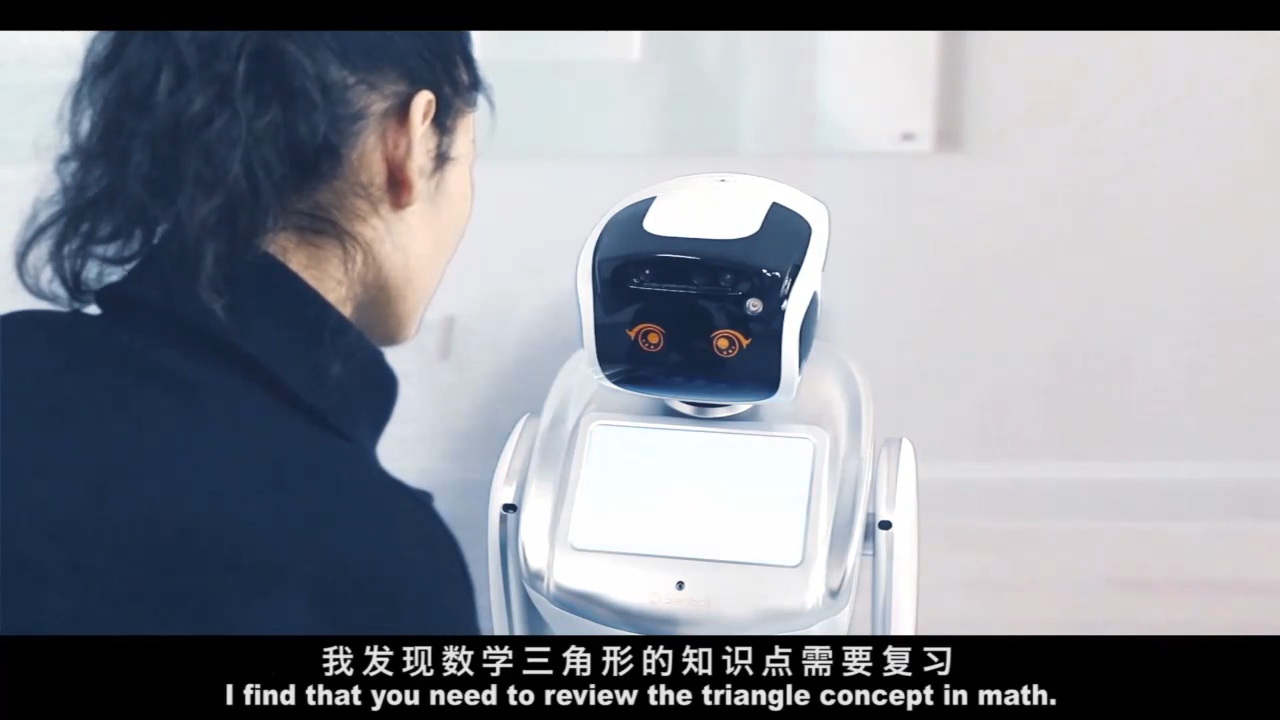 我发现数学三角形的知识点需要复习
I find that you need to review the triangle concept in math.